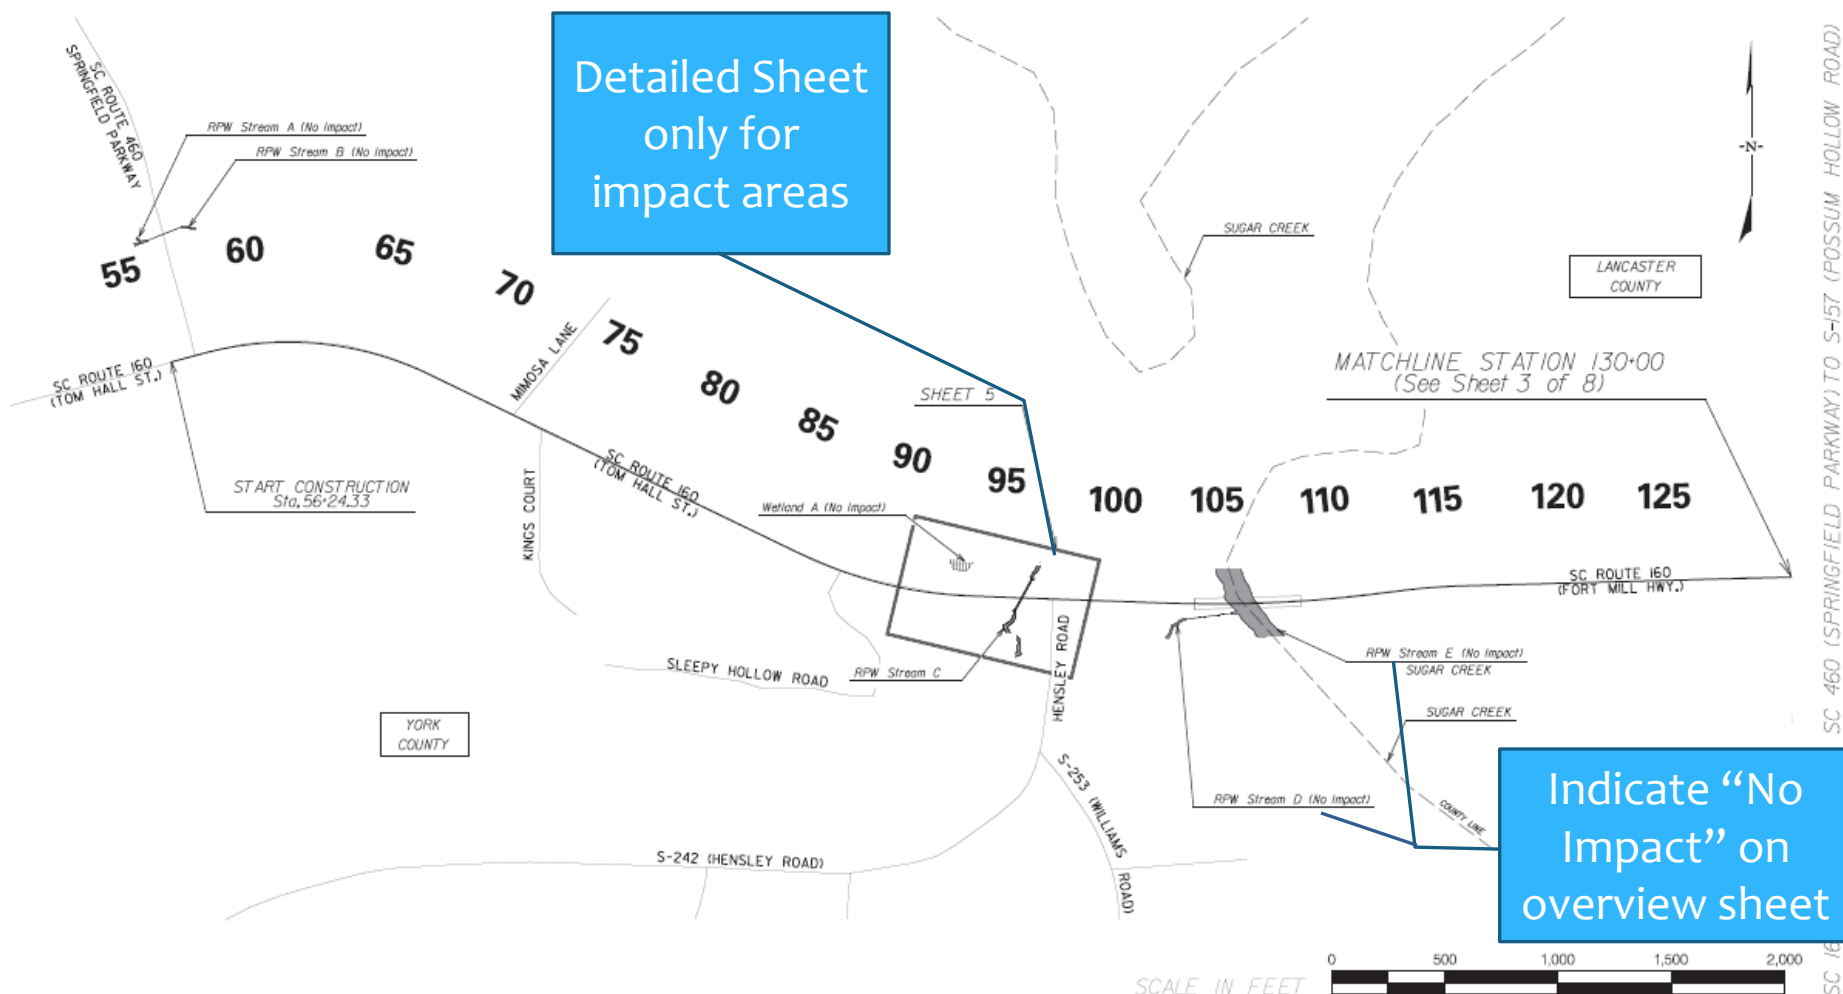 SC ROUTE 460
SPRINGFIELD PARKWAY
RPW Stream A (No Impact)
RPW Stream B (No Impact)
Detailed Sheet
only for
impact areas
SUGAR CREEK
-N-
LANCASTER
COUNTY
55
60
65
70
75
80
85
90
95
100
105
110
115
120
125
MIMOSA LANE
SC ROUTE 160
(TOM HALL ST.)
SHEET 5
MATCHLINE STATION 130+00
(See Sheet 3 of 8)
START CONSTRUCTION
Sta. 56+24.33
KINGS COURT
SC ROUTE 160
(TOM HALL ST.)
Wetland A (No Impact)
SC ROUTE 160
(FORT MILL HWY.)
SLEEPY HOLLOW ROAD
RPW Stream C
HENSLEY ROAD
RPW Stream E (No Impact)
SUGAR CREEK
SUGAR CREEK
YORK
COUNTY
S-253 (WILLIAMS ROAD)
RPW Stream D (No Impact)
COUNTY LINE
Indicate “No
Impact” on
overview sheet
S-242 (HENSLEY ROAD)
SCALE IN FEET
0 500 1,000 1,500 2,000
SC 460 (SPRINGFIELD PARKWAY) TO S-157 (POSSUM HOLLOW ROAD)